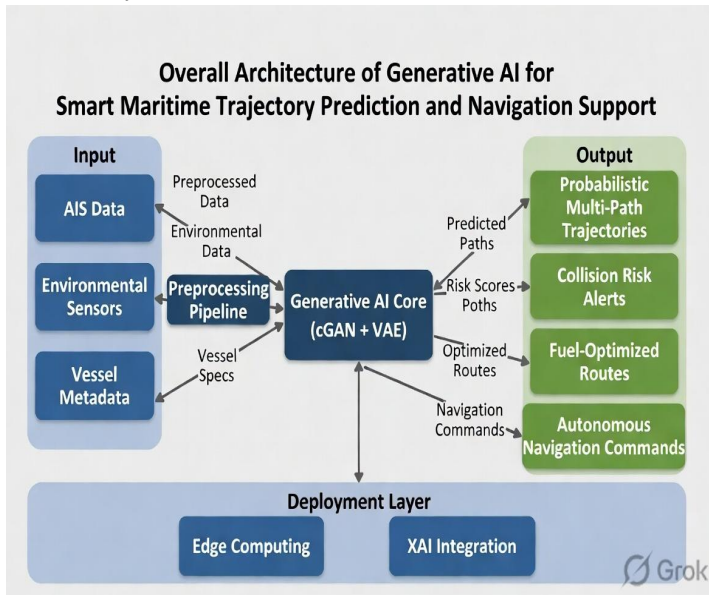 Overall Architecture of Generative AI for
Smart Maritime Trajectory Prediction and Navigation Support
Input
AIS Data
Environmental
Sensors
Vessel
Metadata
Preprocessed
Data
Environmental
Data
Preprocessing
Pipeline
Vessel
Specs
Generative AI Core
(cGAN + VAE)
Predicted
Paths
Risk Scores
Poths
Optimized
Routes
Navigation
Commands
Output
Probabilistic
Multi-Path
Trajectories
Collision Risk
Alerts
Fuel-Optimized
Routes
Autonomous
Navigation Commands
Deployment Layer
Edge Computing
XAI Integration
Grok